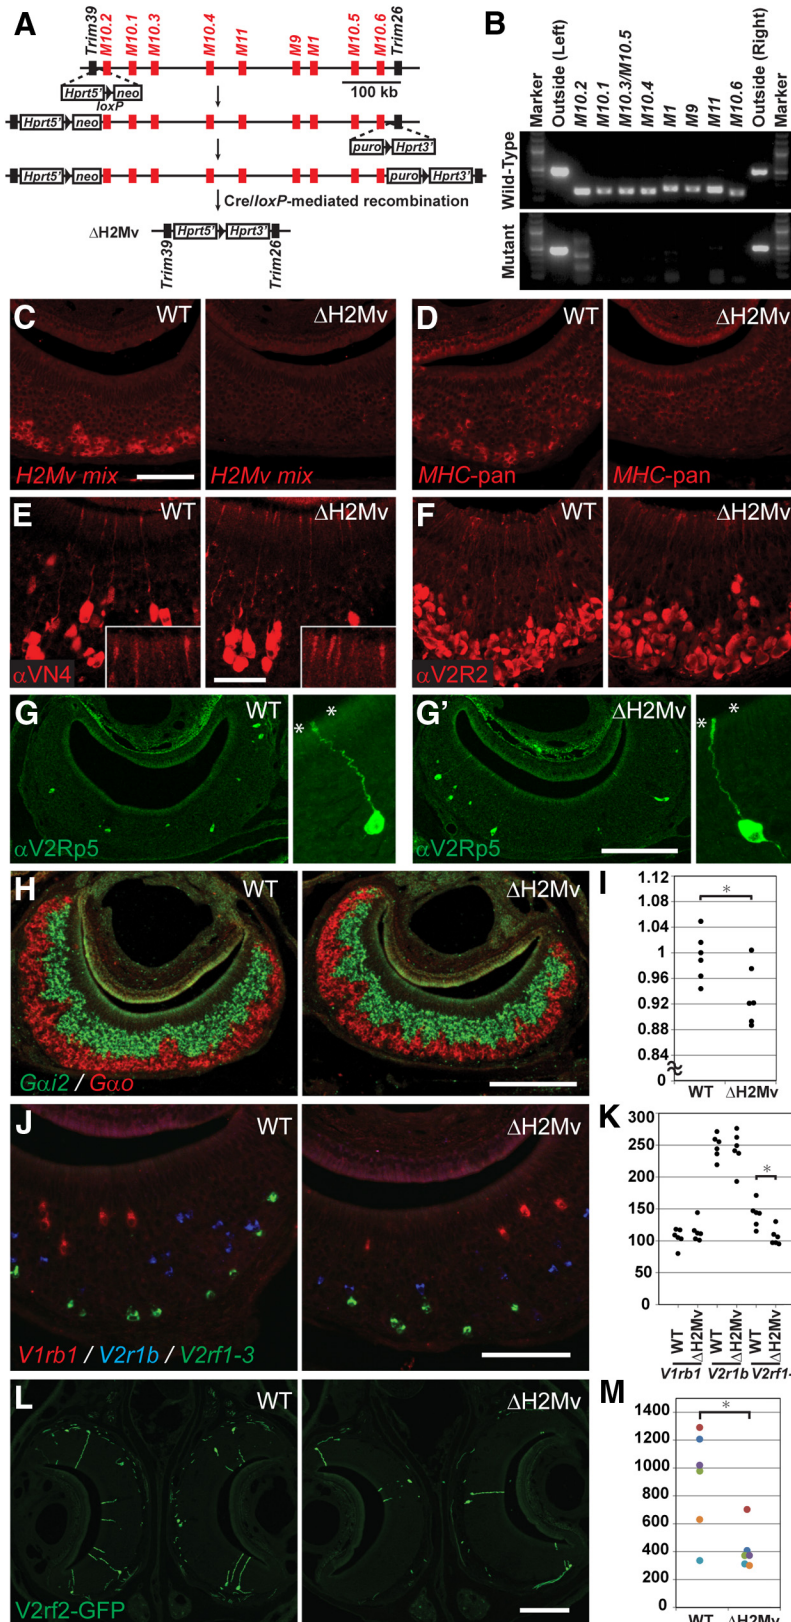 A
Trim39
M10.2
M10.1
M10.3
M10.4
M11
M9
M1
M10.5
M10.6
Trim26
100 kb
Hprt5' neo
loxP
Hprt5' neo
puro Hprt3'
Hprt5' neo
puro Hprt3'
Cre/loxP-mediated recombination
ΔH2Mv
Hprt5' Hprt3'
Trim39
Trim26
B
Marker
Outside (Left)
M10.2
M10.1
M10.3/M10.5
M10.4
M1
M9
M11
M10.6
Outside (Right)
Marker
Wild-Type
Mutant
C
WT
ΔH2Mv
H2Mv mix
H2Mv mix
D
WT
ΔH2Mv
MHC-pan
MHC-pan
E
WT
ΔH2Mv
αVN4
F
WT
ΔH2Mv
αV2R2
G
WT
* *
αV2Rp5
G'
ΔH2Mv
* *
αV2Rp5
H
WT
ΔH2Mv
Gαi2 / Gαo
I
1.12
1.08
1.04
1
0.96
0.92
0.88
0.84
0
*
WT ΔH2Mv
J
WT
ΔH2Mv
V1rb1 / V2r1b / V2rf1-3
K
300
250
200
150
100
50
0
*
WT
ΔH2Mv
WT
ΔH2Mv
WT
ΔH2Mv
V1rb1 V2r1b V2rf1-
L
WT
ΔH2Mv
V2rf2-GFP
M
1400
1200
1000
800
600
400
200
0
*
WT ΔH2Mv